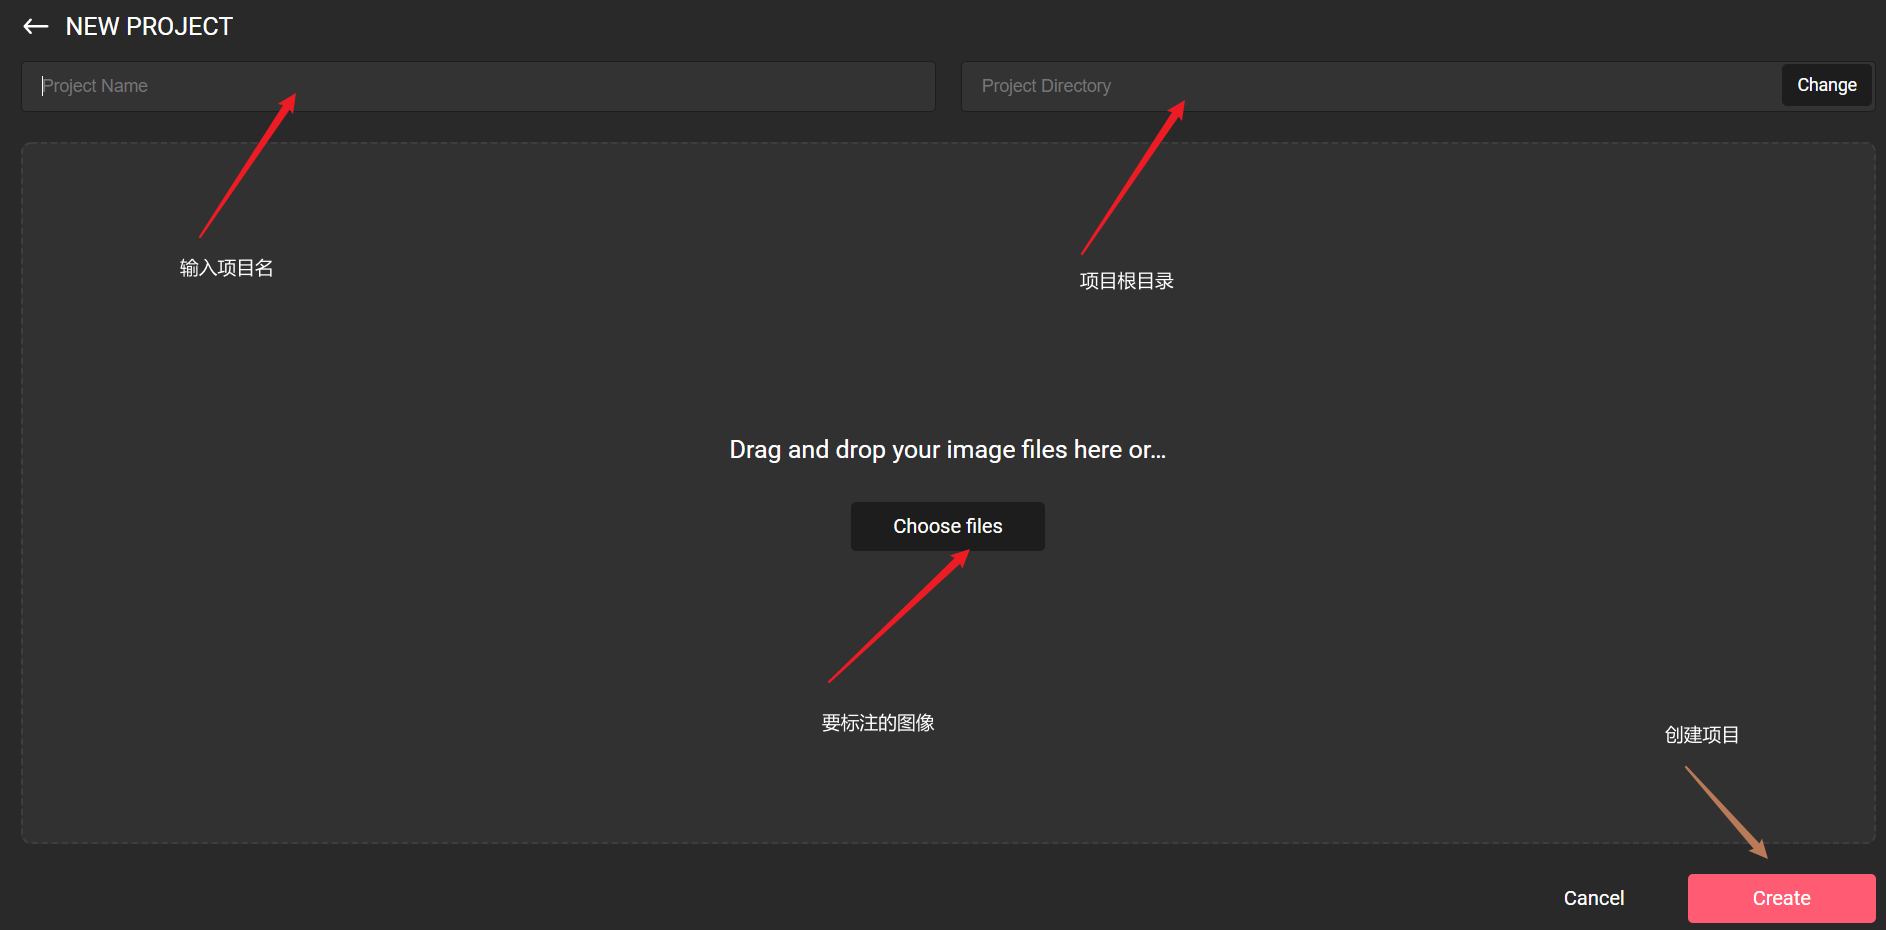 NEW PROJECT
Project Name
Project Directory
Change
输入项目名
项目根目录
Drag and drop your image files here or...
Choose files
要标注的图像
创建项目
Cancel
Create